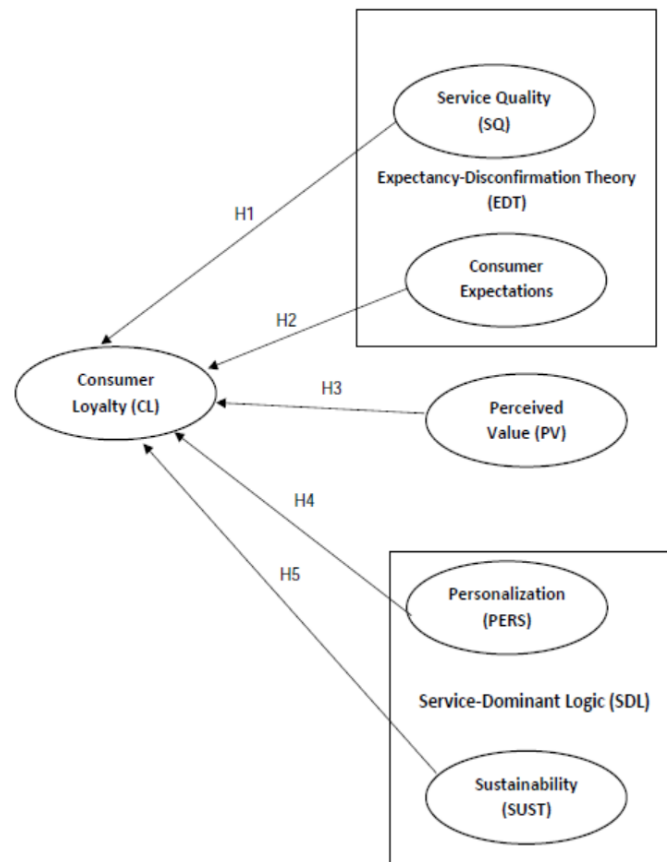 Service Quality
(SQ)
Expectancy-Disconfirmation Theory
(EDT)
H1
Consumer
Expectations
H2
Consumer
Loyalty (CL)
H3
Perceived
Value (PV)
H4
H5
Personalization
(PERS)
Service-Dominant Logic (SDL)
Sustainability
(SUST)